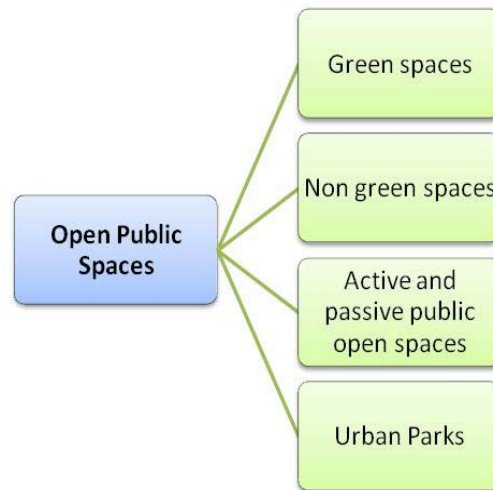 Open Public
Spaces
Green spaces
Non green spaces
Active and
passive public
open spaces
Urban Parks